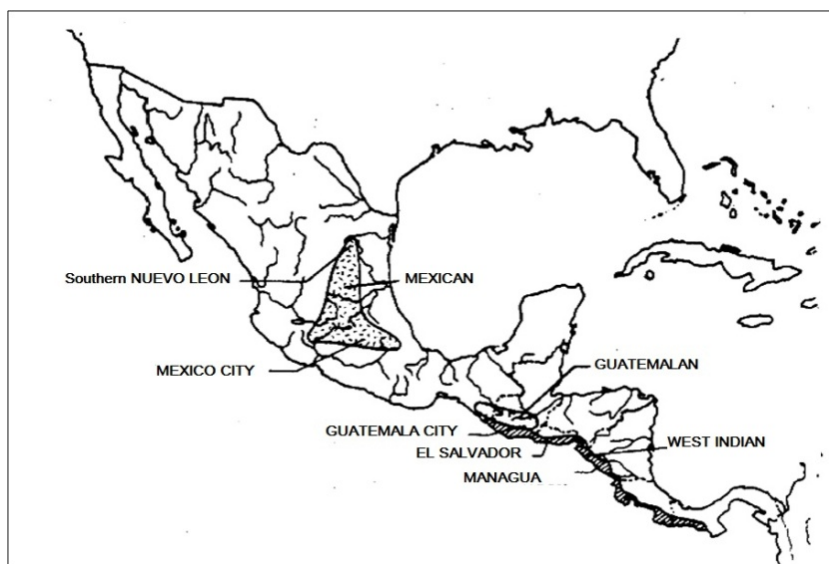 Southern NUEVO LEON
MEXICAN
MEXICO CITY
GUATEMALAN
GUATEMALA CITY
EL SALVADOR
WEST INDIAN
MANAGUA